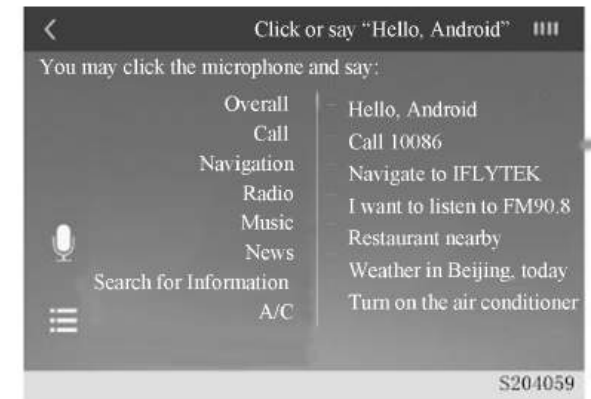 Click or say “Hello, Android”
You may click the microphone and say:
Overall
Call
Navigation
Radio
Music
News
Search for Information
A/C
Hello, Android
Call 10086
Navigate to IFLYTEK
I want to listen to FM90.8
Restaurant nearby
Weather in Beijing, today
Turn on the air conditioner
S204059